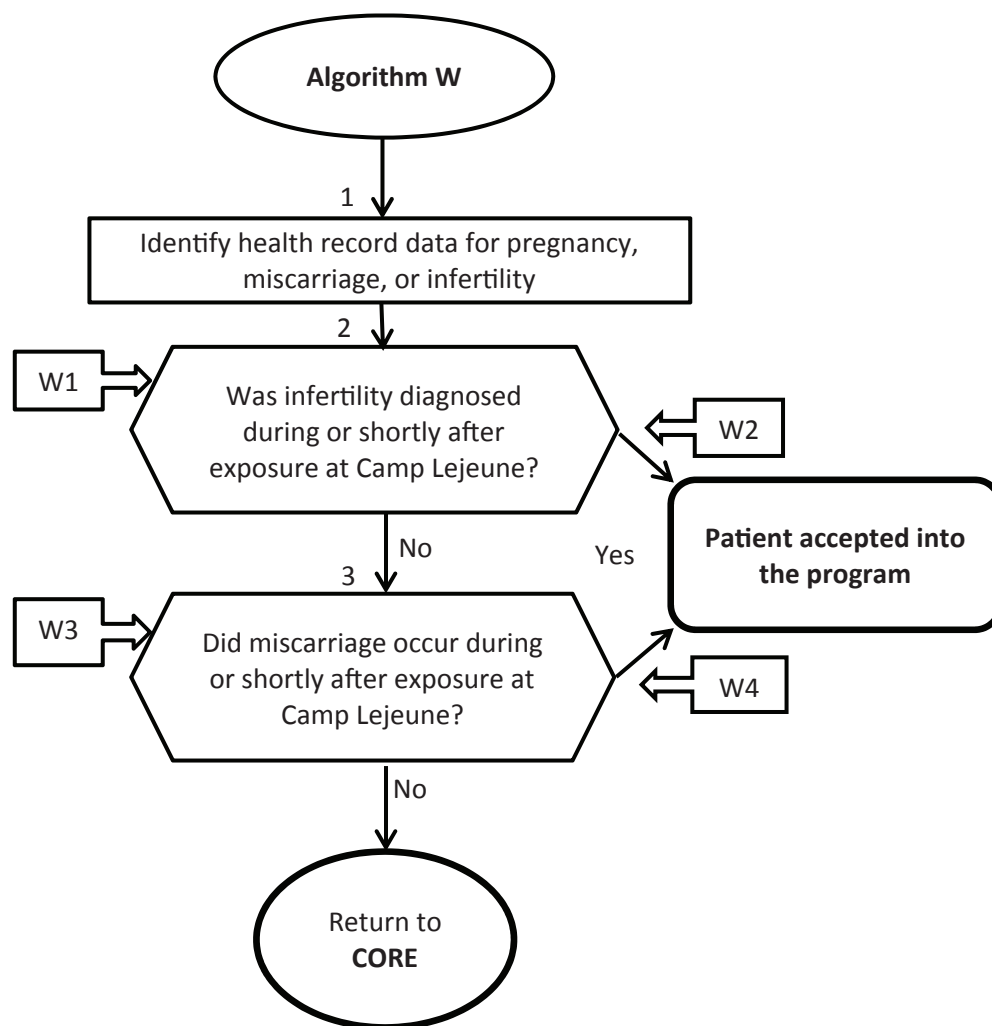 Algorithm W
1
Identify health record data for pregnancy,
miscarriage, or infertility
2
W1
Was infertility diagnosed
during or shortly after
exposure at Camp Lejeune?
W2
No
Yes
Patient accepted into
the program
3
W3
Did miscarriage occur during
or shortly after exposure at
Camp Lejeune?
W4
No
Return to
CORE